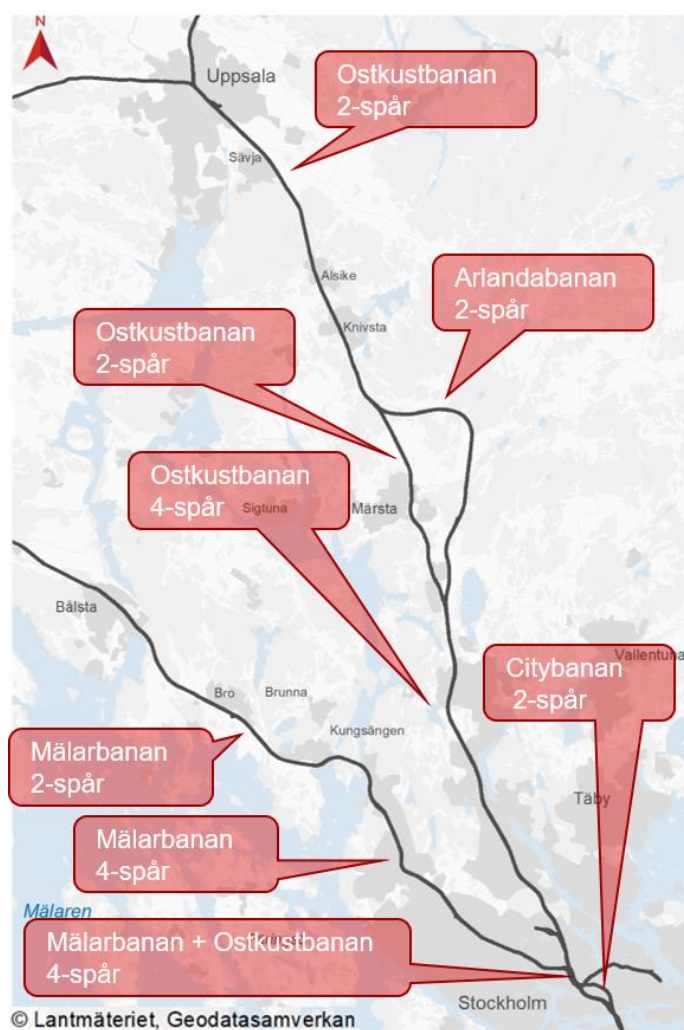 N
Uppsala
Ostkustbanan
2-spår
Sävja
Alsike
Arlandabanan
2-spår
Knivsta
Ostkustbanan
2-spår
Ostkustbanan
4-spår
Sigtuna
Märsta
Bålsta
Vallentuna
Citybanan
2-spår
Bro
Brunna
Kungsängen
Mälarbanan
2-spår
Täby
Mälarbanan
4-spår
Mälaren
Mälarbanan + Ostkustbanan
4-spår
Stockholm
© Lantmäteriet, Geodatasamverkan